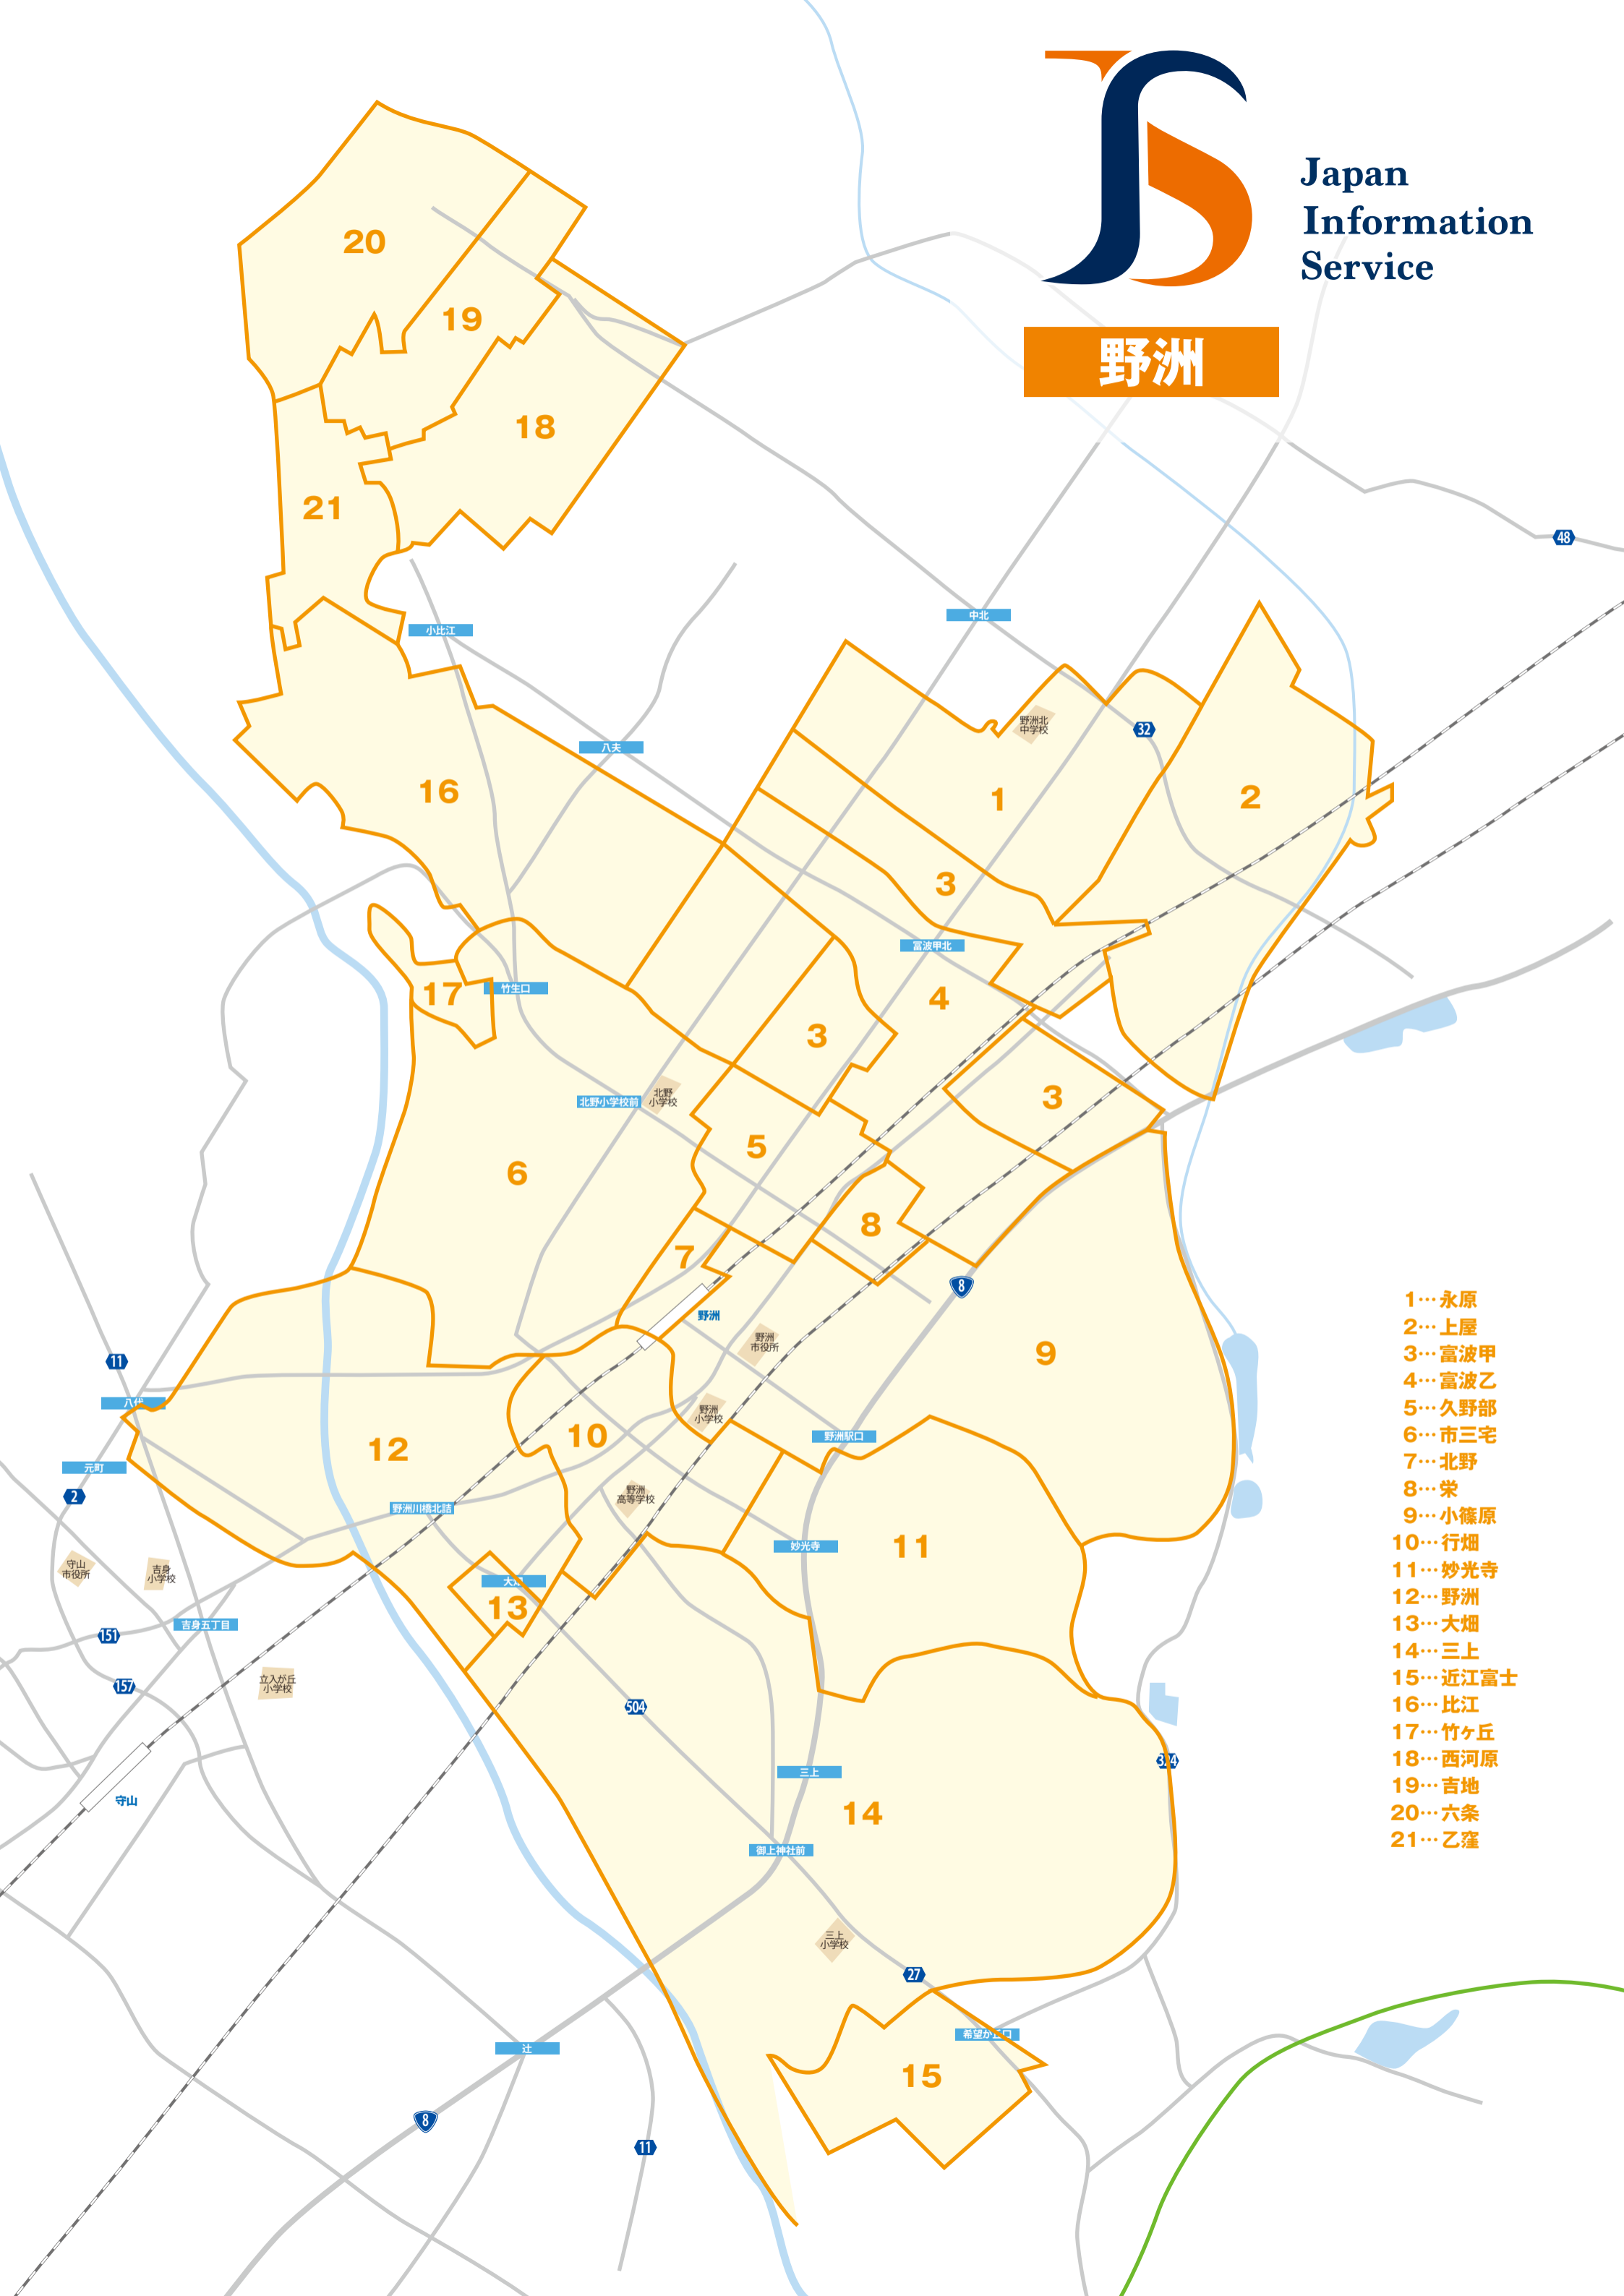 Japan
Information
Service
野洲
20
19
18
21
48
小比江
中北
野洲北
中学校
32
八夫
16
1
2
3
冨波甲北
17
竹生口
4
3
3
北野小学校前
北野
小学校
5
6
8
7
8
野洲
野洲
市役所
9
11
八代
野洲
小学校
10
野洲駅口
12
元町
2
野洲川橋北詰
野洲
高等学校
妙光寺
11
守山
市役所
吉身
小学校
大畑
13
吉身五丁目
151
157
立入が丘
小学校
504
324
三上
守山
14
御上神社前
三上
小学校
27
希望が丘口
辻
15
8
11
1…永原
2…上屋
3…富波甲
4…富波乙
5…久野部
6…市三宅
7…北野
8…栄
9…小篠原
10…行畑
11…妙光寺
12…野洲
13…大畑
14…三上
15…近江富士
16…比江
17…竹ヶ丘
18…西河原
19…吉地
20…六条
21…乙窪